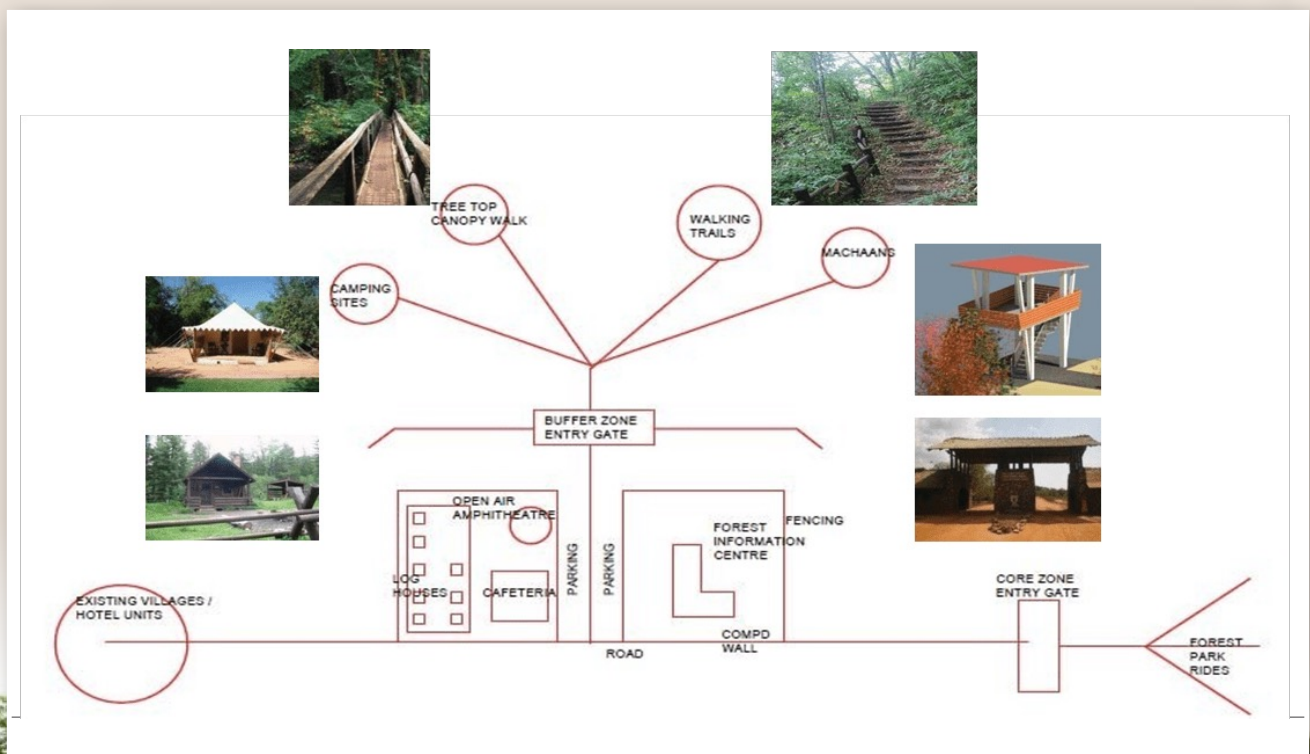 TREE TOP
CANOPY WALK
WALKING
TRAILS
MACHAANS
CAMPING
SITES
BUFFER ZONE
ENTRY GATE
OPEN AIR
AMPHITHEATRE
FENCING
FOREST
INFORMATION
CENTRE
PARKING
PARKING
LOG
HOUSES
CAFETERIA
CORE ZONE
ENTRY GATE
EXISTING VILLAGES /
HOTEL UNITS
COMPD
WALL
ROAD
FOREST
PARK
RIDES